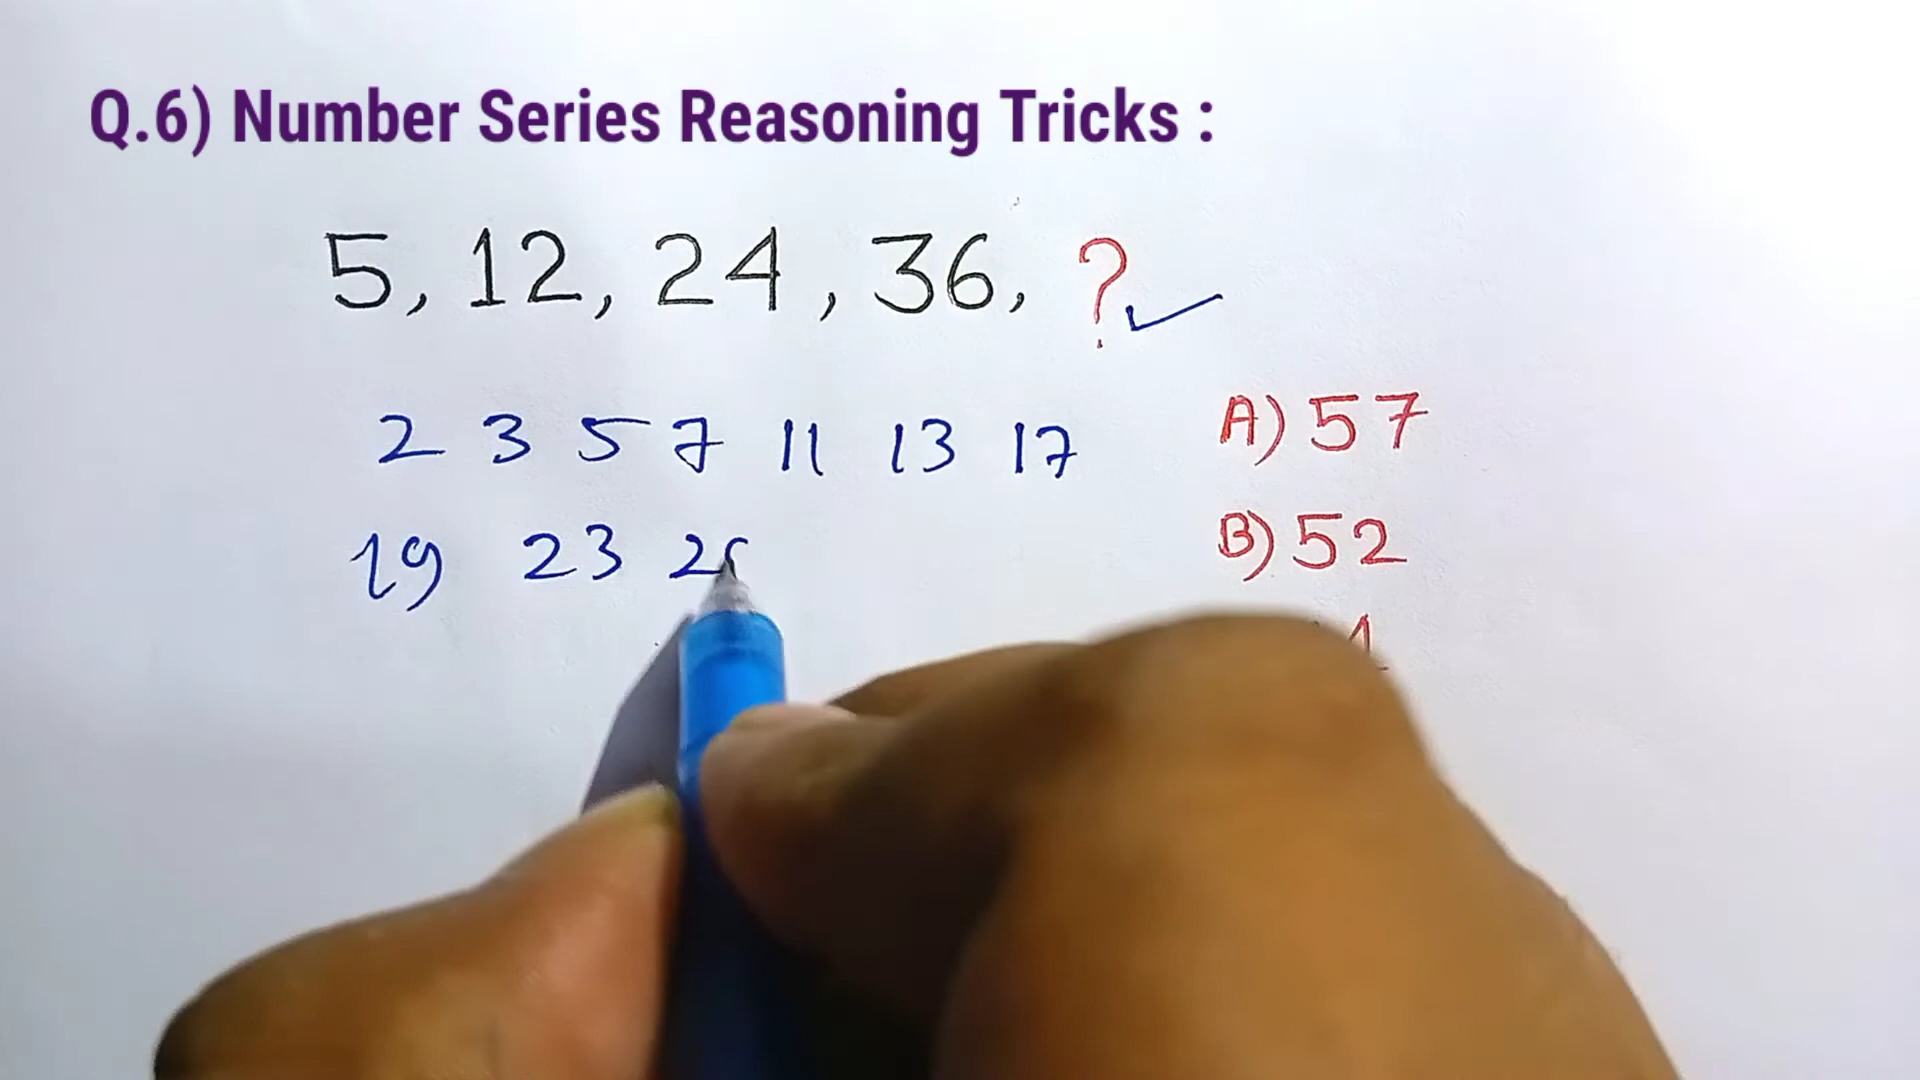 Q.6) Number Series Reasoning Tricks :
5, 12, 24, 36, ?
2 3 5 7 11 13 17
A) 57
19 23 2
B) 52